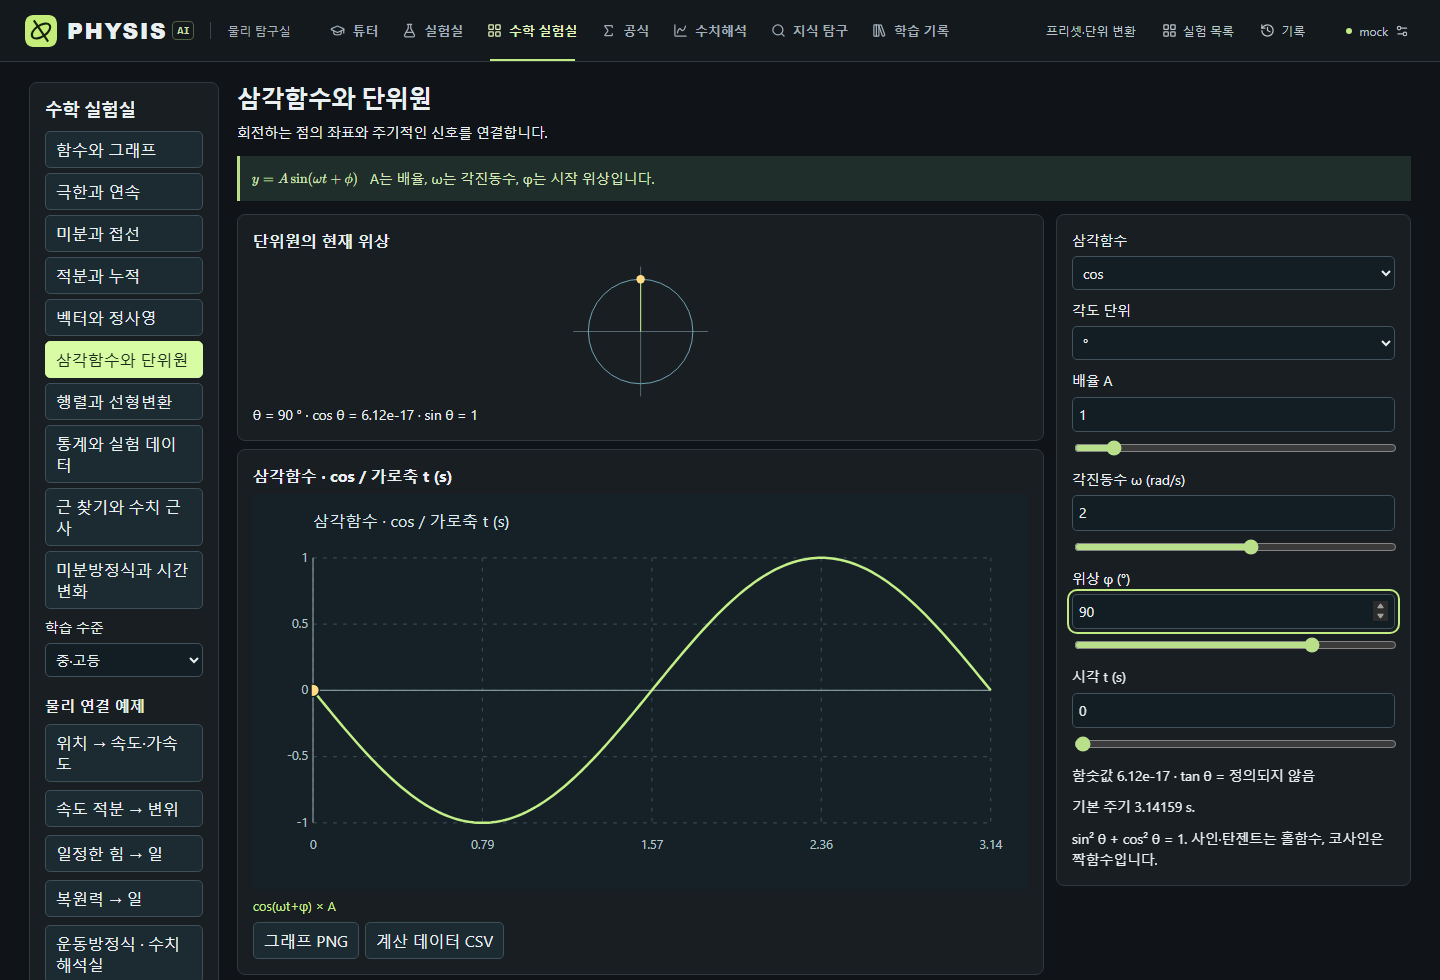 PHYSIS AI
물리 탐구실
튜터
실험실
수학 실험실
공식
수치해석
지식 탐구
학습 기록
프리셋·단위 변환
실험 목록
기록
mock
수학 실험실
함수와 그래프
극한과 연속
미분과 접선
적분과 누적
벡터와 정사영
삼각함수와 단위원
행렬과 선형변환
통계와 실험 데이
터
근 찾기와 수치 근
사
미분방정식과 시간
변화
학습 수준
중·고등
물리 연결 예제
위치 → 속도·가속
도
속도 적분 → 변위
일정한 힘 → 일
복원력 → 일
운동방정식 · 수치
해석실
삼각함수와 단위원
회전하는 점의 좌표와 주기적인 신호를 연결합니다.
y = A sin(ωt + ϕ) A는 배율, ω는 각진동수, φ는 시작 위상입니다.
단위원의 현재 위상
θ = 90 ° · cos θ = 6.12e-17 · sin θ = 1
삼각함수 · cos / 가로축 t (s)
삼각함수 · cos / 가로축 t (s)
1
0.5
0
-0.5
-1
0 0.79 1.57 2.36 3.14
cos(ωt+φ) × A
그래프 PNG
계산 데이터 CSV
삼각함수
cos
각도 단위
°
배율 A
1
각진동수 ω (rad/s)
2
위상 φ (°)
90
시각 t (s)
0
함숫값 6.12e-17 · tan θ = 정의되지 않음
기본 주기 3.14159 s.
sin² θ + cos² θ = 1. 사인·탄젠트는 홀함수, 코사인은
짝함수입니다.